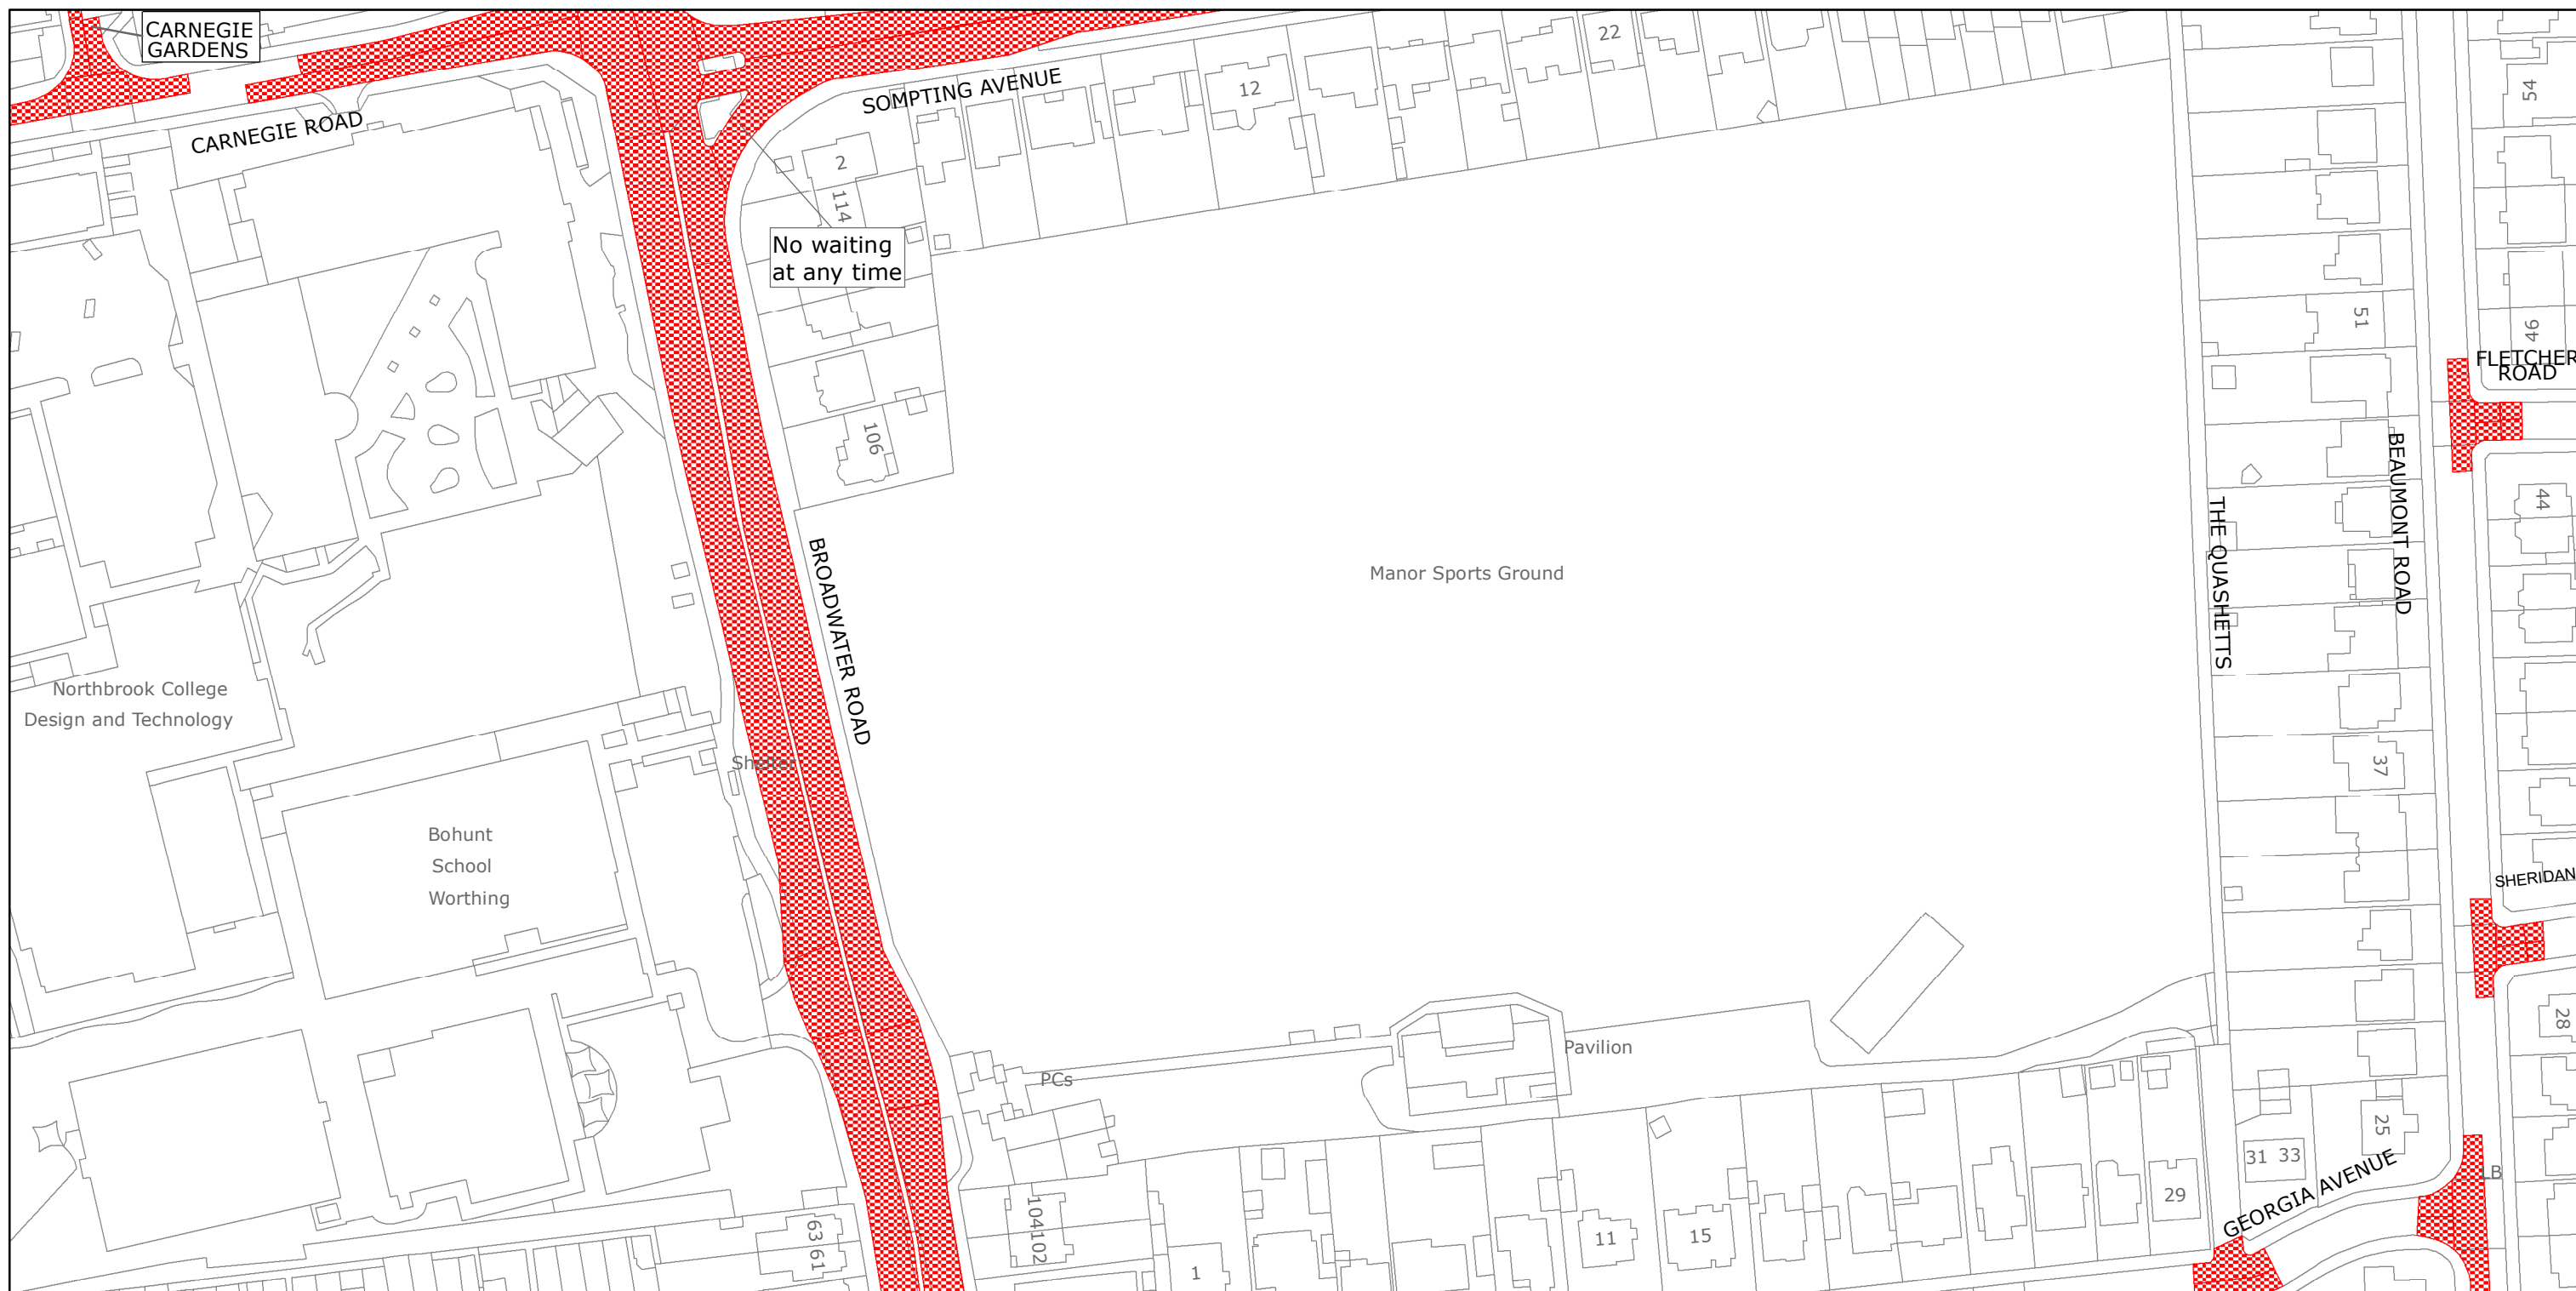 CARNEGIE
GARDENS
CARNEGIE ROAD
SOMPTING AVENUE
22
12
2
114
No waiting
at any time
106
54
51
46
FLETCHER
ROAD
44
BEAUMONT ROAD
THE QUASHETTS
BROADWATER ROAD
Manor Sports Ground
Northbrook College
Design and Technology
Shelter
37
Bohunt
School
Worthing
SHERIDAN
28
Pavilion
PCs
25
31 33
LB
GEORGIA AVENUE
29
104
102
63 61
11
15
1